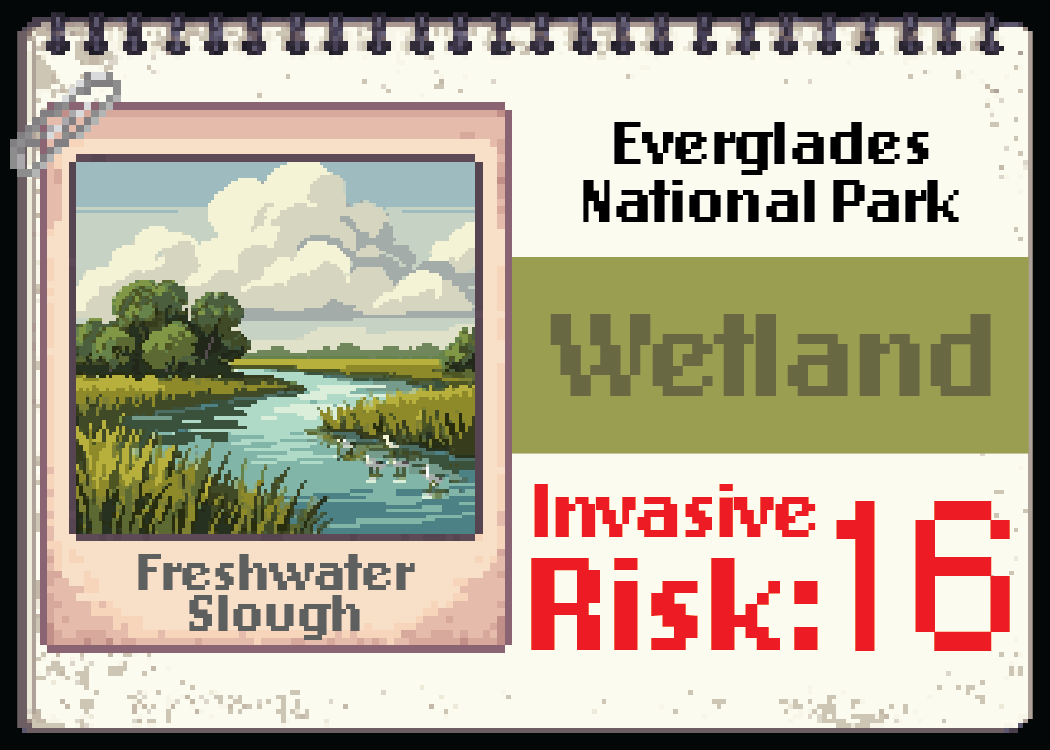 Everglades
National Park
Wetland
Invasive
Risk: 16
Freshwater
Slough